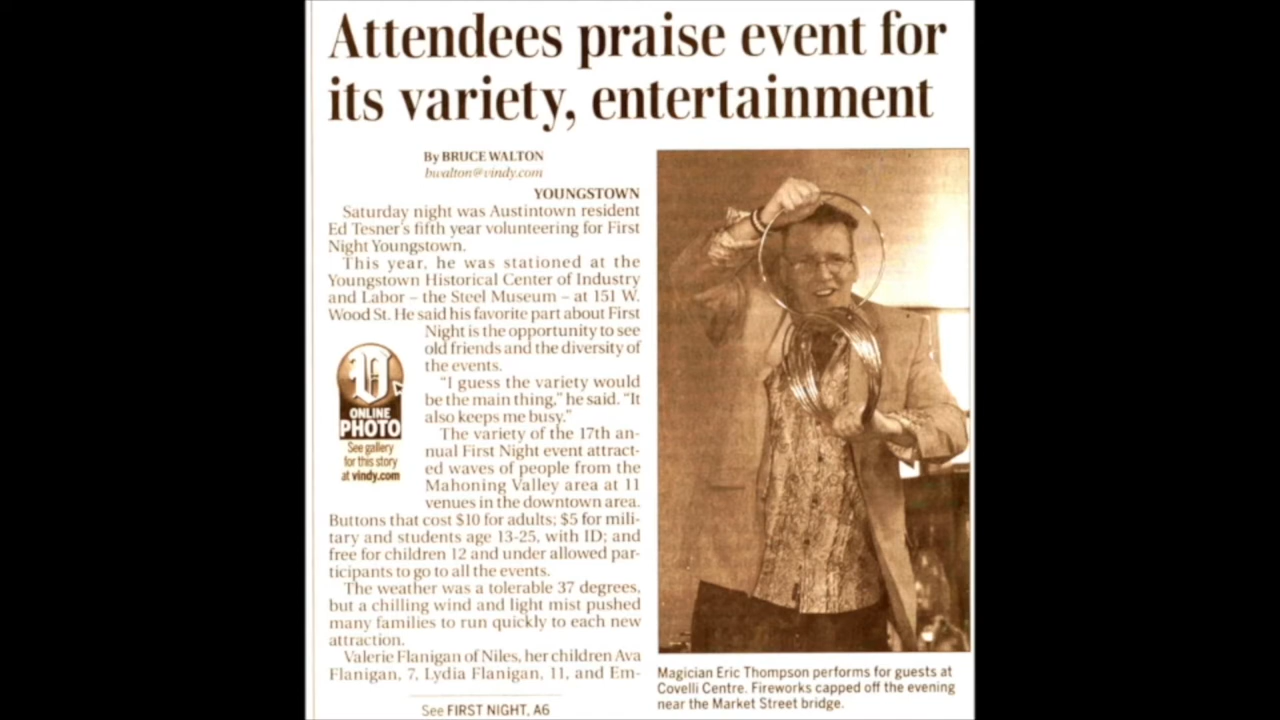 Attendees praise event for
its variety, entertainment
By BRUCE WALTON
bwalton@vindy.com
YOUNGSTOWN
Saturday night was Austintown resident
Ed Tesner's fifth year volunteering for First
Night Youngstown.
This year, he was stationed at the
Youngstown Historical Center of Industry
and Labor – the Steel Museum – at 151 W.
Wood St. He said his favorite part about First
Night is the opportunity to see
old friends and the diversity of
the events.
"I guess the variety would
be the main thing," he said. "It
also keeps me busy."
The variety of the 17th an-
nual First Night event attract-
ed waves of people from the
Mahoning Valley area at 11
venues in the downtown area.
Buttons that cost $10 for adults; $5 for mili-
tary and students age 13-25, with ID; and
free for children 12 and under allowed par-
ticipants to go to all the events.
The weather was a tolerable 37 degrees,
but a chilling wind and light mist pushed
many families to run quickly to each new
attraction.
Valerie Flanigan of Niles, her children Ava
Flanigan, 7, Lydia Flanigan, 11, and Em-
See FIRST NIGHT, A6
V
ONLINE
PHOTO
See gallery
for this story
at vindy.com
Magician Eric Thompson performs for guests at
Covelli Centre. Fireworks capped off the evening
near the Market Street bridge.